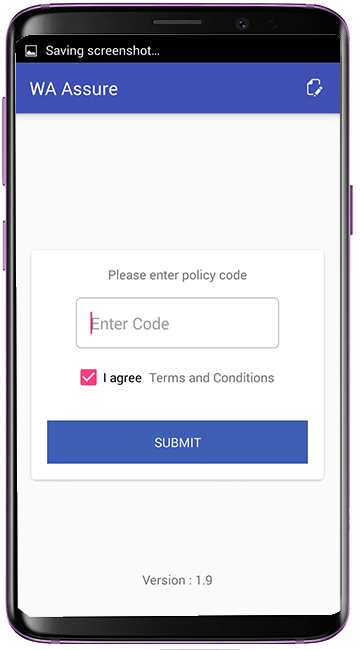 Saving screenshot...
WA Assure
Please enter policy code
Enter Code
I agree Terms and Conditions
SUBMIT
Version : 1.9